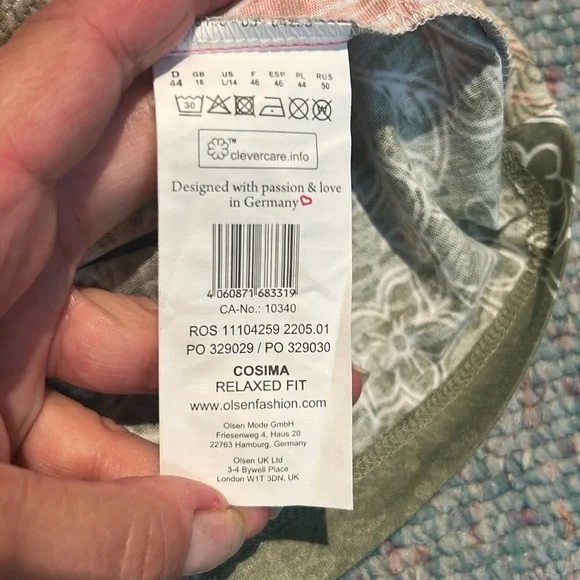 D GB US F ESP PL RUS
44 18 L/14 46 46 44 50
30
clevercare.info
TM
Designed with passion & love
in Germany
4 060871 683319
CA-No.: 10340
ROS 11104259 2205.01
PO 329029 / PO 329030
COSIMA
RELAXED FIT
www.olsenfashion.com
Olsen Mode GmbH
Friesenweg 4, Haus 20
22763 Hamburg, Germany
Olsen UK Ltd
3-4 Bywell Place
London W1T 3DN, UK